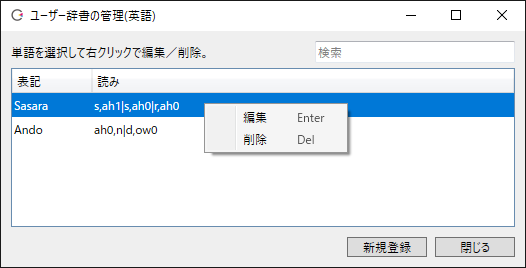 ユーザー辞書の管理(英語)
単語を選択して右クリックで編集／削除。 検索
表記 読み
Sasara s,ah1|s,ah0|r,ah0
編集 Enter
Ando ah0,n|d,ow0
削除 Del
新規登録 閉じる